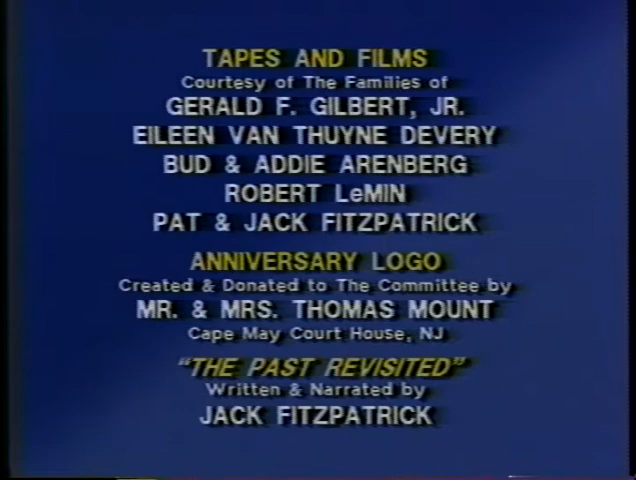 TAPES AND FILMS
Courtesy of The Families of
GERALD F. GILBERT, JR.
EILEEN VAN THUYNE DEVERY
BUD & ADDIE ARENBERG
ROBERT LeMIN
PAT & JACK FITZPATRICK
ANNIVERSARY LOGO
Created & Donated to The Committee by
MR. & MRS. THOMAS MOUNT
Cape May Court House, NJ
"THE PAST REVISITED"
Written & Narrated by
JACK FITZPATRICK